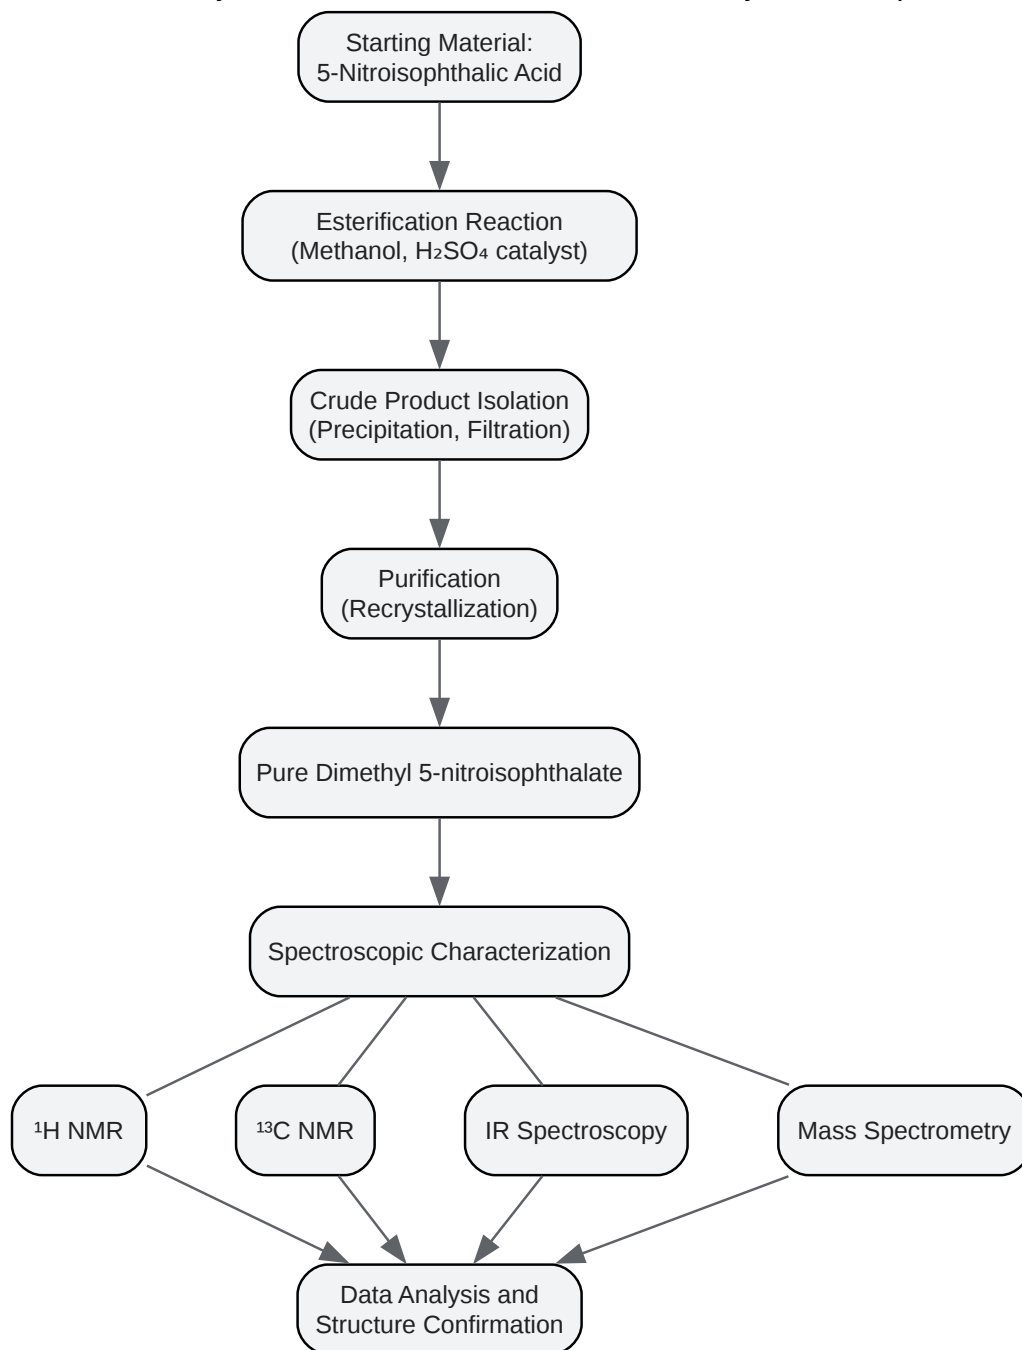 Starting Material:
5-Nitroisophthalic Acid
Esterification Reaction
(Methanol, H₂SO₄ catalyst)
Crude Product Isolation
(Precipitation, Filtration)
Purification
(Recrystallization)
Pure Dimethyl 5-nitroisophthalate
Spectroscopic Characterization
¹H NMR
¹³C NMR
IR Spectroscopy
Mass Spectrometry
Data Analysis and
Structure Confirmation